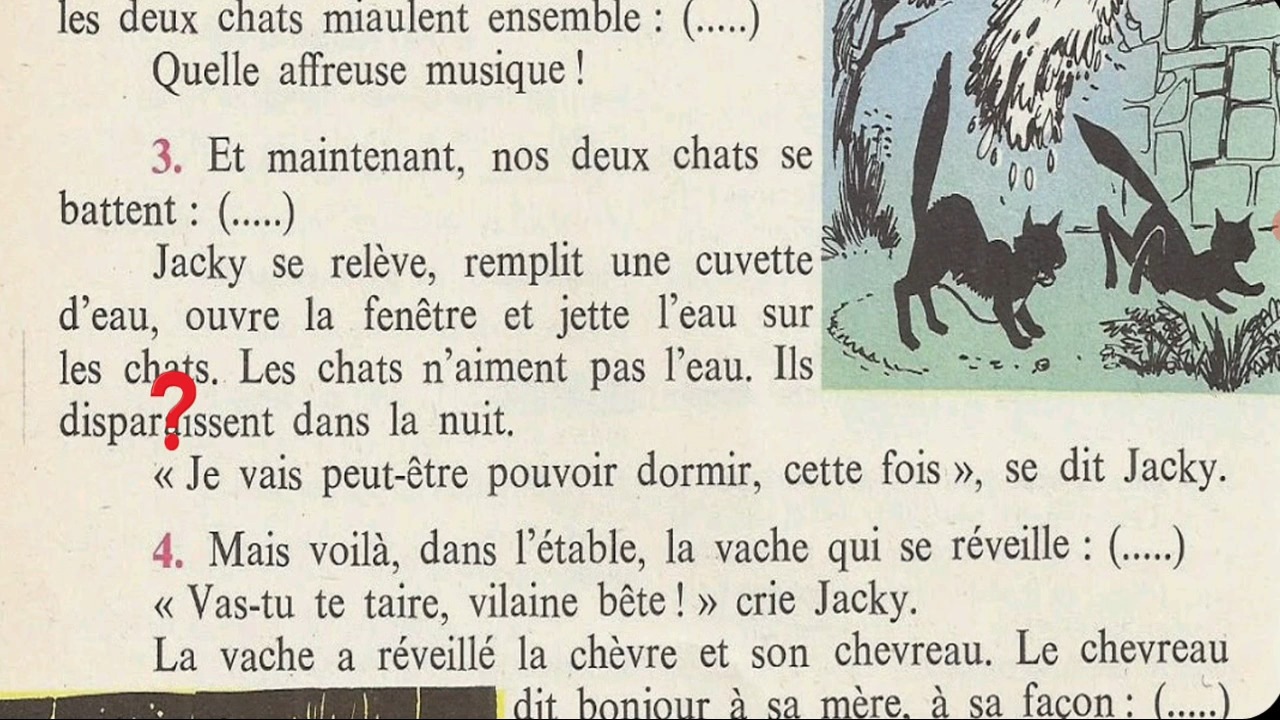 les deux chats miaulent ensemble : (.....)
Quelle affreuse musique !
3. Et maintenant, nos deux chats se
battent : (.....)
Jacky se relève, remplit une cuvette
d'eau, ouvre la fenêtre et jette l'eau sur
les chats. Les chats n'aiment pas l'eau. Ils
?
disparaissent dans la nuit.
« Je vais peut-être pouvoir dormir, cette fois », se dit Jacky.
4. Mais voilà, dans l'étable, la vache qui se réveille : (.....)
« Vas-tu te taire, vilaine bête ! » crie Jacky.
La vache a réveillé la chèvre et son chevreau. Le chevreau
dit bonjour à sa mère, à sa façon : (.....)